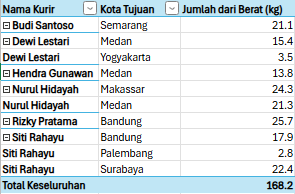 Nama Kurir Kota Tujuan Jumlah dari Berat (kg)
Budi Santoso Semarang 21.1
Dewi Lestari Medan 15.4
Dewi Lestari Yogyakarta 3.5
Hendra Gunawan Medan 13.8
Nurul Hidayah Makassar 24.3
Nurul Hidayah Medan 21.3
Rizky Pratama Bandung 25.7
Siti Rahayu Bandung 17.9
Siti Rahayu Palembang 2.8
Siti Rahayu Surabaya 22.4
Total Keseluruhan 168.2